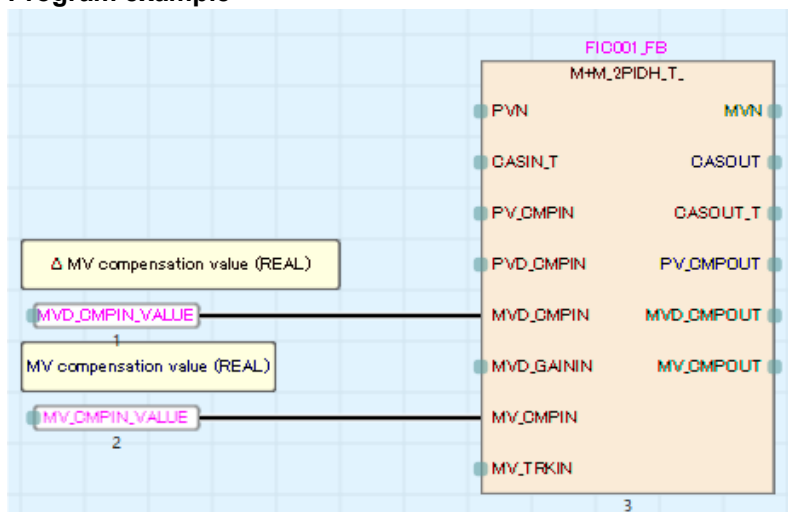 Program example
FIC001_FB
M+M_2PIDH_T_
PVN MVN
CASIN_T CASOUT
PV_CMPIN CASOUT_T
Δ MV compensation value (REAL)
PVD_CMPIN PV_CMPOUT
MVD_CMPIN_VALUE MVD_CMPIN MVD_CMPOUT
1
MV compensation value (REAL) MVD_GAININ MV_CMPOUT
MV_CMPIN_VALUE MV_CMPIN
2
MV_TRKIN
3